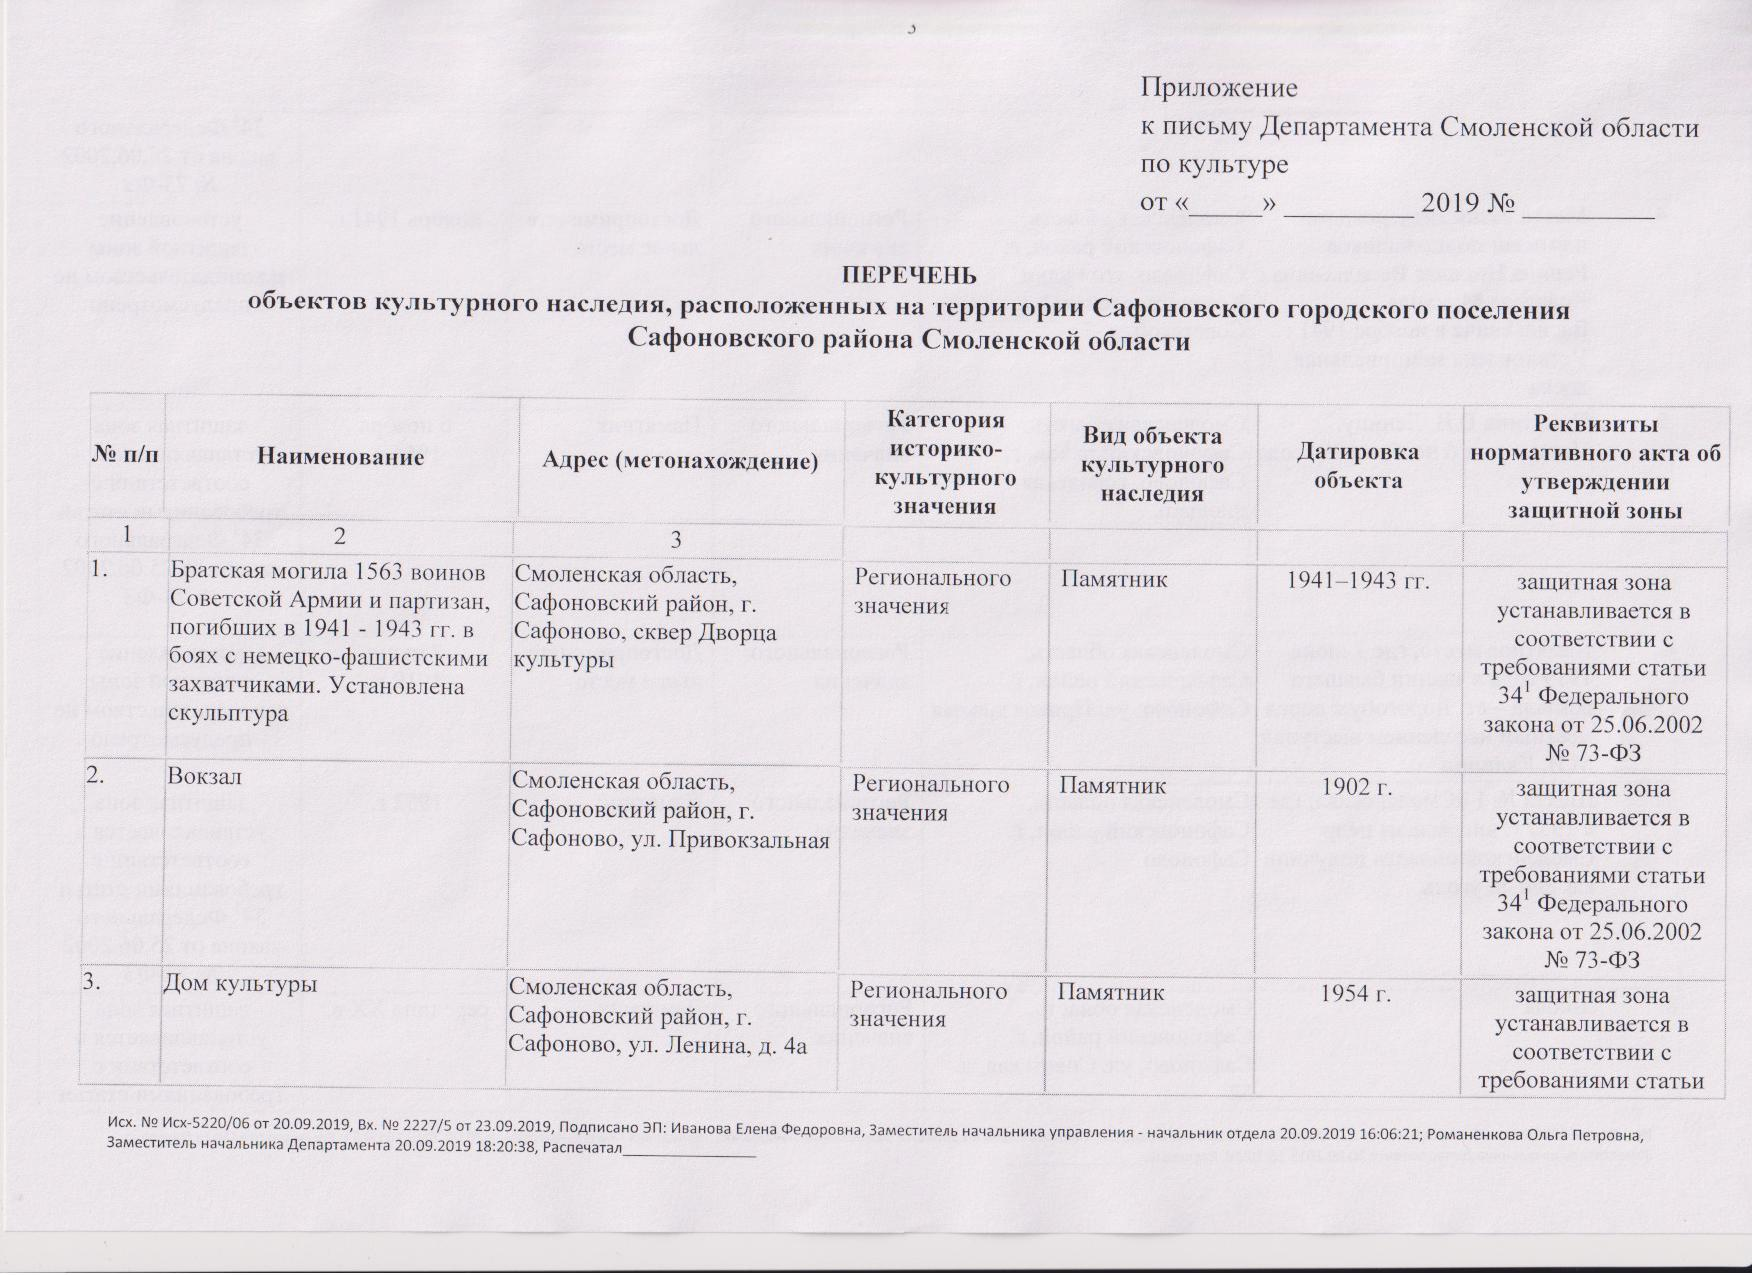 Приложение
к письму Департамента Смоленской области
по культуре
от «_____» _________ 2019 № _________
ПЕРЕЧЕНЬ
объектов культурного наследия, расположенных на территории Сафоновского городского поселения
Сафоновского района Смоленской области
№ п/п
Наименование
Адрес (метонахождение)
Категория
историко-
культурного
значения
Вид объекта
культурного
наследия
Датировка
объекта
Реквизиты
нормативного акта об
утверждении
защитной зоны
1
2
3
1.
Братская могила 1563 воинов
Советской Армии и партизан,
погибших в 1941 - 1943 гг. в
боях с немецко-фашистскими
захватчиками. Установлена
скульптура
Смоленская область,
Сафоновский район, г.
Сафоново, сквер Дворца
культуры
Регионального
значения
Памятник
1941–1943 гг.
защитная зона
устанавливается в
соответствии с
требованиями статьи
34¹ Федерального
закона от 25.06.2002
№ 73-ФЗ
2.
Вокзал
Смоленская область,
Сафоновский район, г.
Сафоново, ул. Привокзальная
Регионального
значения
Памятник
1902 г.
защитная зона
устанавливается в
соответствии с
требованиями статьи
34¹ Федерального
закона от 25.06.2002
№ 73-ФЗ
3.
Дом культуры
Смоленская область,
Сафоновский район, г.
Сафоново, ул. Ленина, д. 4а
Регионального
значения
Памятник
1954 г.
защитная зона
устанавливается в
соответствии с
требованиями статьи
Исх. № Исх-5220/06 от 20.09.2019, Вх. № 2227/5 от 23.09.2019, Подписано ЭП: Иванова Елена Федоровна, Заместитель начальника управления - начальник отдела 20.09.2019 16:06:21; Романенкова Ольга Петровна,
Заместитель начальника Департамента 20.09.2019 18:20:38, Распечатал_________________